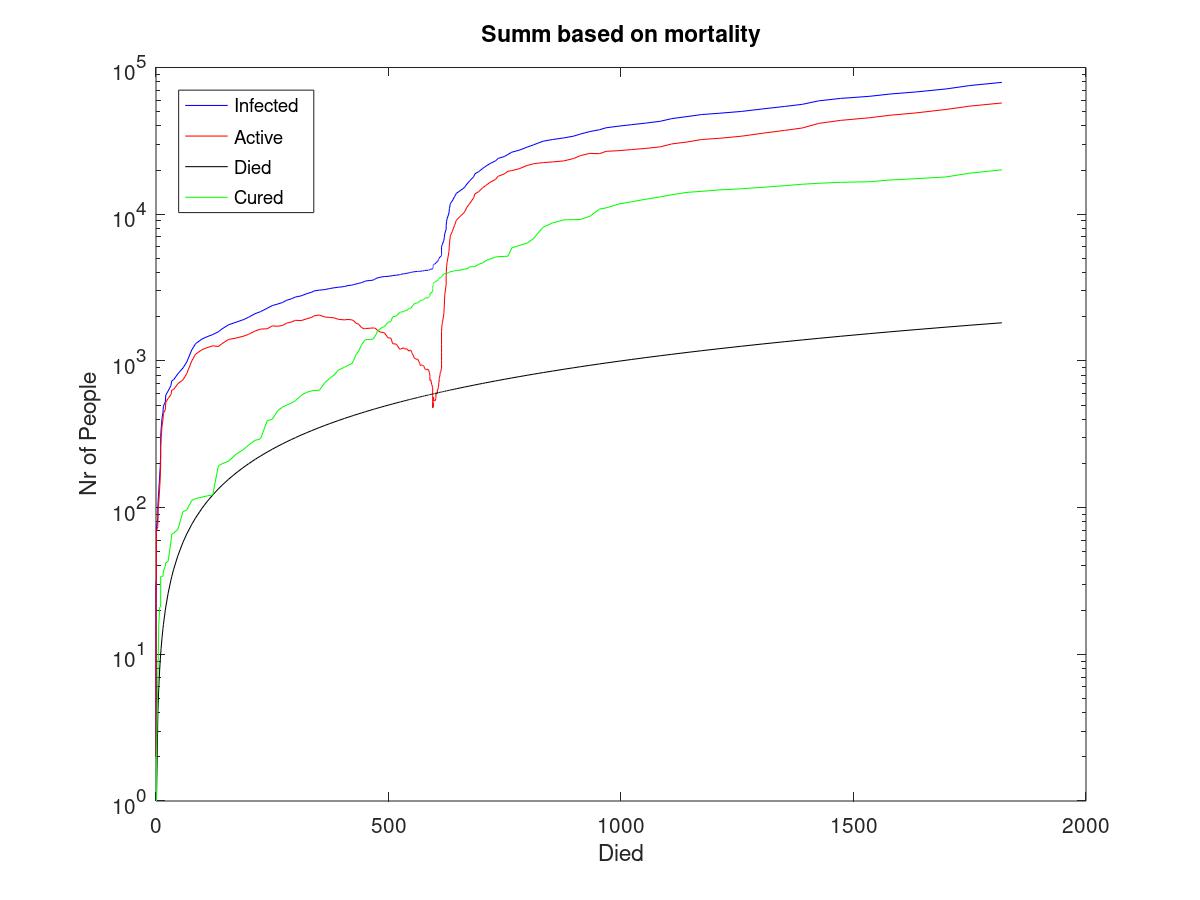 Summ based on mortality
10^5
Infected
Active
Died
Cured
10^4
10^3
Nr of People
10^2
10^1
10^0
0 500 1000 1500 2000
Died